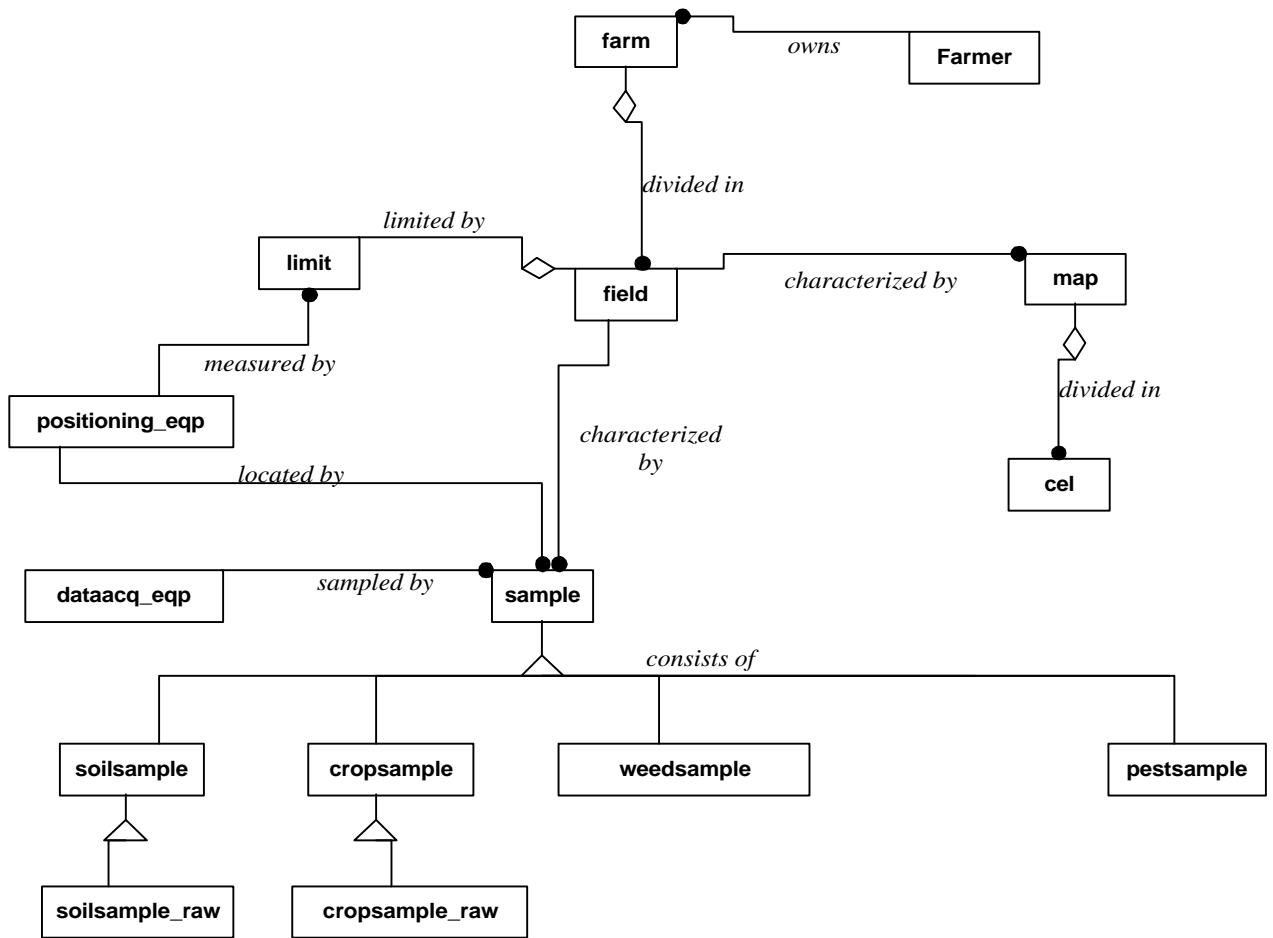 farm
owns
Farmer
divided in
limited by
limit
field
characterized by
map
measured by
divided in
positioning_eqp
characterized
by
located by
cel
dataacq_eqp
sampled by
sample
consists of
soilsample
cropsample
weedsample
pestsample
soilsample_raw
cropsample_raw